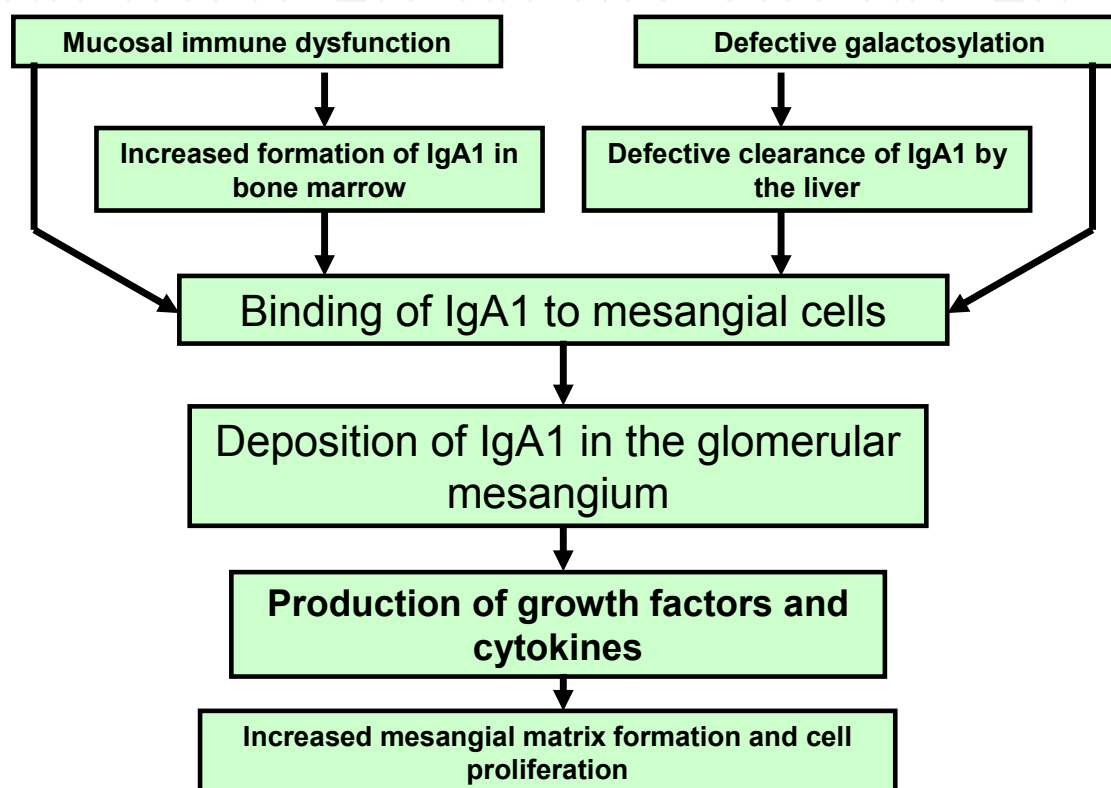 Mucosal immune dysfunction
Defective galactosylation
Increased formation of IgA1 in
bone marrow
Defective clearance of IgA1 by
the liver
Binding of IgA1 to mesangial cells
Deposition of IgA1 in the glomerular
mesangium
Production of growth factors and
cytokines
Increased mesangial matrix formation and cell
proliferation